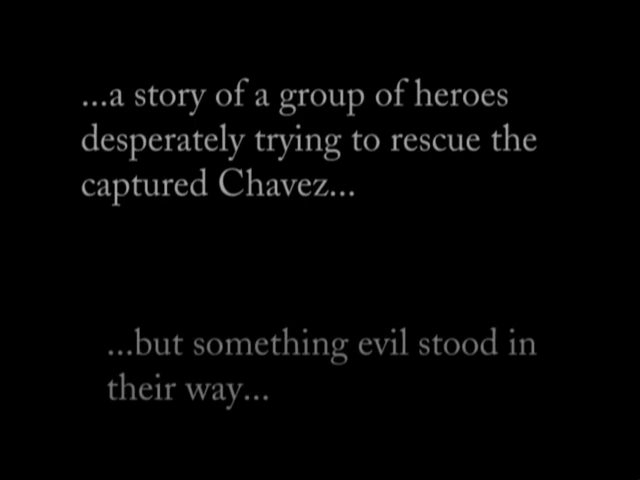 ...a story of a group of heroes
desperately trying to rescue the
captured Chavez...
...but something evil stood in
their way...